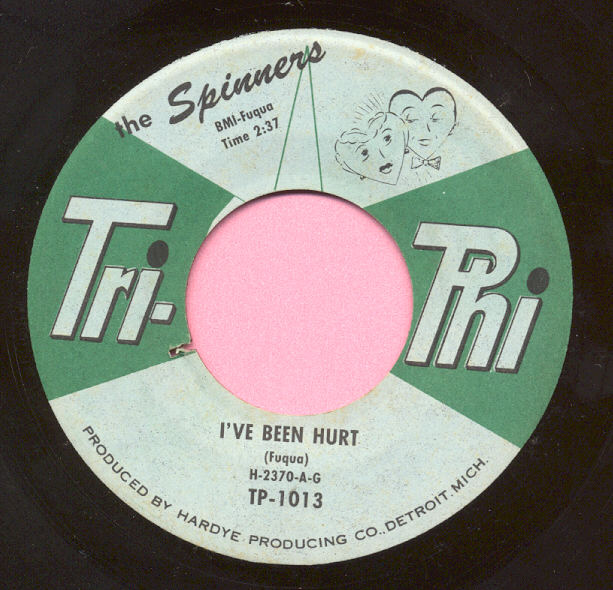 the Spinners
BMI-Fuqua
Time 2:37
Tri-
Phi
I'VE BEEN HURT
(Fuqua)
H-2370-A-G
TP-1013
PRODUCED BY HARDYE PRODUCING CO., DETROIT, MICH.